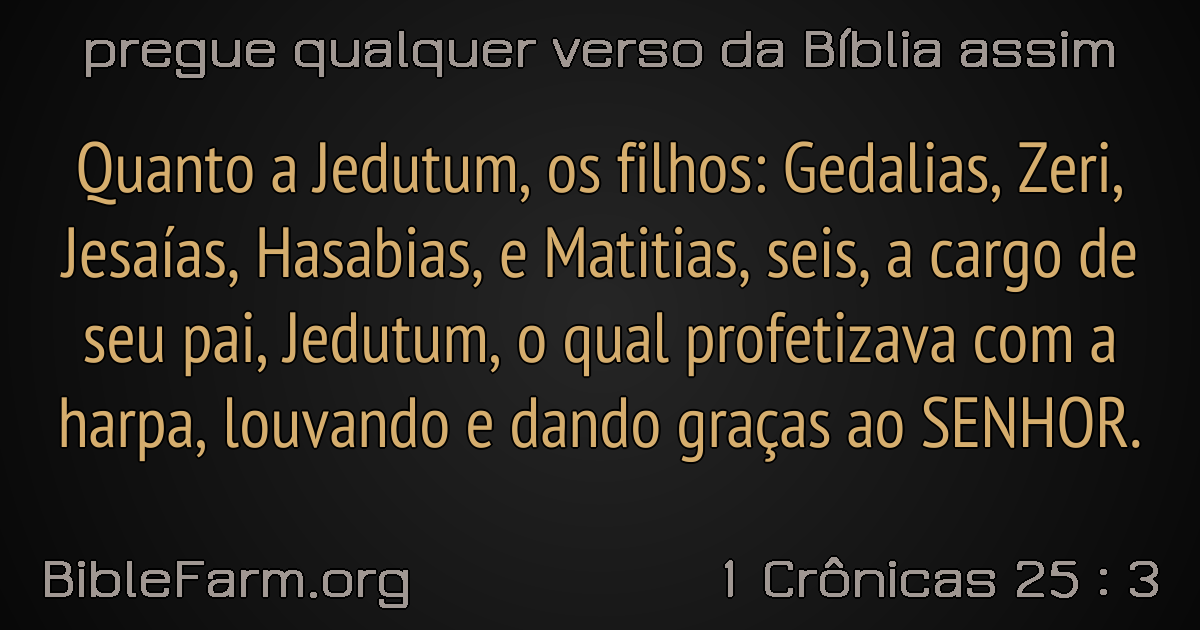 pregue qualquer verso da Bíblia assim
Quanto a Jedutum, os filhos: Gedalias, Zeri,
Jesaías, Hasabias, e Matitias, seis, a cargo de
seu pai, Jedutum, o qual profetizava com a
harpa, louvando e dando graças ao SENHOR.
BibleFarm.org
1 Crônicas 25 : 3